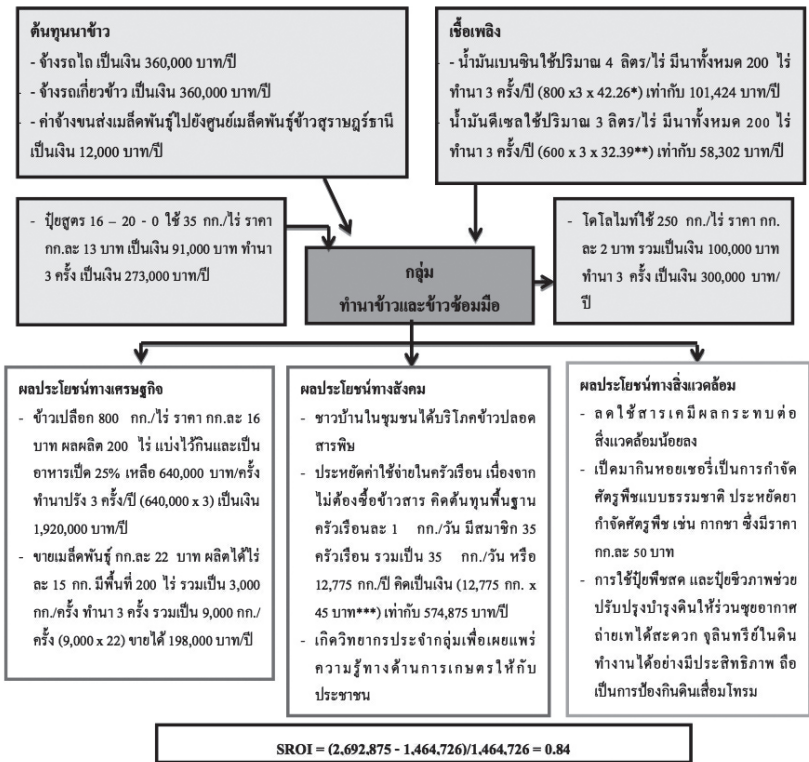 ต้นทุนนาข้าว
- จ้างรถไถ เป็นเงิน 360,000 บาท/ปี
- จ้างรถเกี่ยวข้าว เป็นเงิน 360,000 บาท/ปี
- ค่าจ้างขนส่งเมล็ดพันธุ์ไปยังศูนย์เมล็ดพันธุ์ข้าวสุราษฎร์ธานี
เป็นเงิน 12,000 บาท/ปี
เชื้อเพลิง
- น้ำมันเบนซินใช้ปริมาณ 4 ลิตร/ไร่ มีนาทั้งหมด 200 ไร่
ทำนา 3 ครั้ง/ปี (800 x3 x 42.26*) เท่ากับ 101,424 บาท/ปี
น้ำมันดีเซลใช้ปริมาณ 3 ลิตร/ไร่ มีนาทั้งหมด 200 ไร่
ทำนา 3 ครั้ง/ปี (600 x 3 x 32.39**) เท่ากับ 58,302 บาท/ปี
- ปุ๋ยสูตร 16 – 20 - 0 ใช้ 35 กก./ไร่ ราคา
กก.ละ 13 บาท เป็นเงิน 91,000 บาท ทำนา
3 ครั้ง เป็นเงิน 273,000 บาท/ปี
- โดโลไมท์ใช้ 250 กก./ไร่ ราคา กก.
ละ 2 บาท รวมเป็นเงิน 100,000 บาท
ทำนา 3 ครั้ง เป็นเงิน 300,000 บาท/
ปี
กลุ่ม
ทำนาข้าวและข้าวซ้อมมือ
ผลประโยชน์ทางเศรษฐกิจ
- ข้าวเปลือก 800 กก./ไร่ ราคา กก.ละ 16
บาท ผลผลิต 200 ไร่ แบ่งไว้กินและเป็น
อาหารเป็ด 25% เหลือ 640,000 บาท/ครั้ง
ทำนาปรัง 3 ครั้ง/ปี (640,000 x 3) เป็นเงิน
1,920,000 บาท/ปี
- ขายเมล็ดพันธุ์ กก.ละ 22 บาท ผลิตได้ไร่
ละ 15 กก. มีพื้นที่ 200 ไร่ รวมเป็น 3,000
กก./ครั้ง ทำนา 3 ครั้ง รวมเป็น 9,000 กก./
ครั้ง (9,000 x 22) ขายได้ 198,000 บาท/ปี
ผลประโยชน์ทางสังคม
- ชาวบ้านในชุมชนได้บริโภคข้าวปลอด
สารพิษ
- ประหยัดค่าใช้จ่ายในครัวเรือน เนื่องจาก
ไม่ต้องซื้อข้าวสาร คิดต้นทุนพื้นฐาน
ครัวเรือนละ 1 กก./วัน มีสมาชิก 35
ครัวเรือน รวมเป็น 35 กก./วัน หรือ
12,775 กก./ปี คิดเป็นเงิน (12,775 กก. x
45 บาท***) เท่ากับ 574,875 บาท/ปี
- เกิดวิทยากรประจำกลุ่มเพื่อเผยแพร่
ความรู้ทางด้านการเกษตรให้กับ
ประชาชน
ผลประโยชน์ทางสิ่งแวดล้อม
- ลดใช้สารเคมีผลกระทบต่อ
สิ่งแวดล้อมน้อยลง
- เป็ดมากินหอยเชอรี่เป็นการกำจัด
ศัตรูพืชแบบธรรมชาติ ประหยัดยา
กำจัดศัตรูพืช เช่น กากชา ซึ่งมีราคา
กก.ละ 50 บาท
- การใช้ปุ๋ยพืชสด และปุ๋ยชีวภาพช่วย
ปรับปรุงบำรุงดินให้ร่วนซุยอากาศ
ถ่ายเทได้สะดวก จุลินทรีย์ในดิน
ทำงานได้อย่างมีประสิทธิภาพ ถือ
เป็นการป้องกันดินเสื่อมโทรม
SROI = (2,692,875 - 1,464,726)/1,464,726 = 0.84